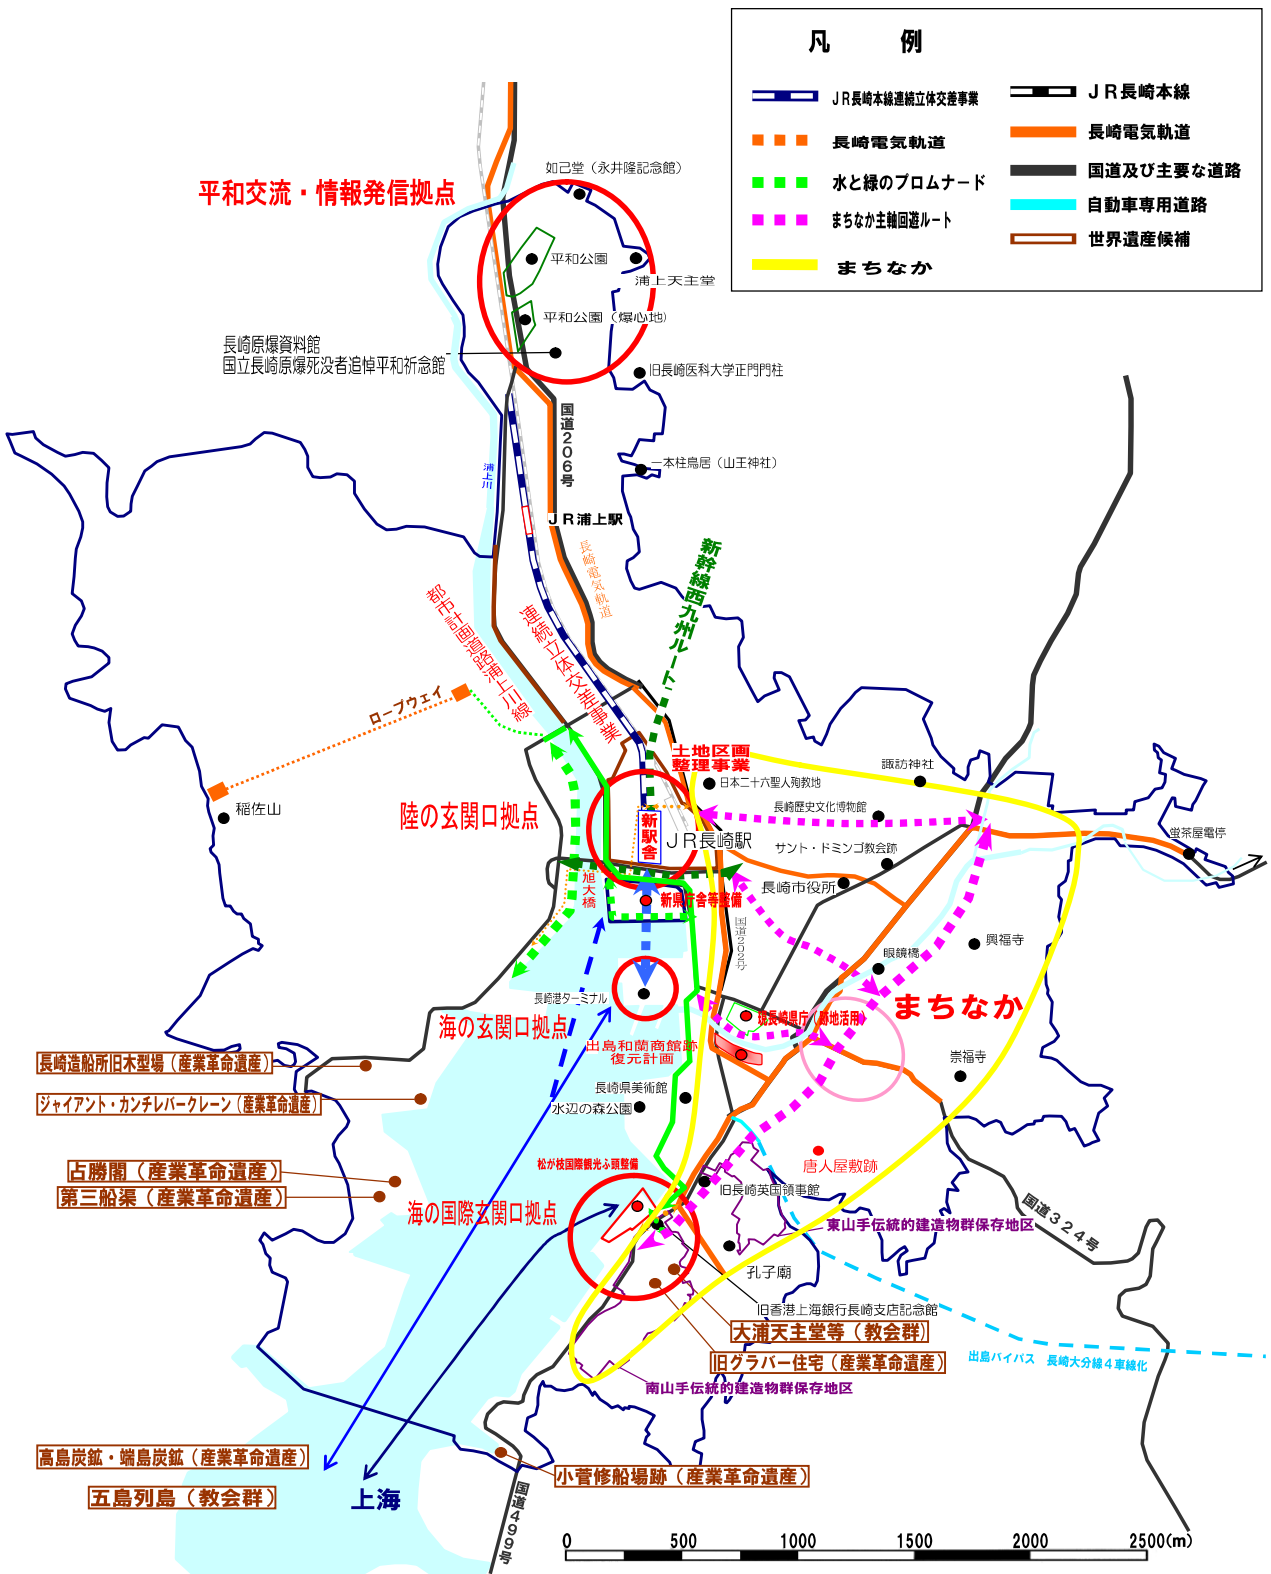 凡 例
ＪＲ長崎本線連続立体交差事業
ＪＲ長崎本線
長崎電気軌道
長崎電気軌道
水と緑のプロムナード
国道及び主要な道路
まちなか主軸回遊ルート
自動車専用道路
まちなか
世界遺産候補
平和交流・情報発信拠点
如己堂（永井隆記念館）
平和公園
浦上天主堂
平和公園（爆心地）
長崎原爆資料館
国立長崎原爆死没者追悼平和祈念館
旧長崎医科大学正門門柱
国道２０６号
浦上川
一本柱鳥居（山王神社）
ＪＲ浦上駅
長崎電気軌道
新幹線西九州ルート
都市計画道路浦上川線
連続立体交差事業
ロープウェイ
稲佐山
土地区画
整理事業
日本二十六聖人殉教地
諏訪神社
長崎歴史文化博物館
陸の玄関口拠点
新駅舎
ＪＲ長崎駅
サント・ドミンゴ教会跡
蛍茶屋電停
旭大橋
長崎市役所
新県庁舎等整備
国道２０２号
興福寺
眼鏡橋
長崎港ターミナル
まちなか
現長崎県庁（跡地活用）
海の玄関口拠点
出島和蘭商館跡
復元計画
長崎造船所旧木型場（産業革命遺産）
崇福寺
長崎県美術館
ジャイアント・カンチレバークレーン（産業革命遺産）
水辺の森公園
松が枝国際観光ふ頭整備
唐人屋敷跡
占勝閣（産業革命遺産）
第三船渠（産業革命遺産）
旧長崎英国領事館
海の国際玄関口拠点
国道３２４号
東山手伝統的建造物群保存地区
孔子廟
旧香港上海銀行長崎支店記念館
大浦天主堂等（教会群）
旧グラバー住宅（産業革命遺産）
出島バイパス　長崎大分線４車線化
南山手伝統的建造物群保存地区
高島炭鉱・端島炭鉱（産業革命遺産）
小菅修船場跡（産業革命遺産）
五島列島（教会群）
上海
国道４９９号
0 500 1000 1500 2000 2500(m)